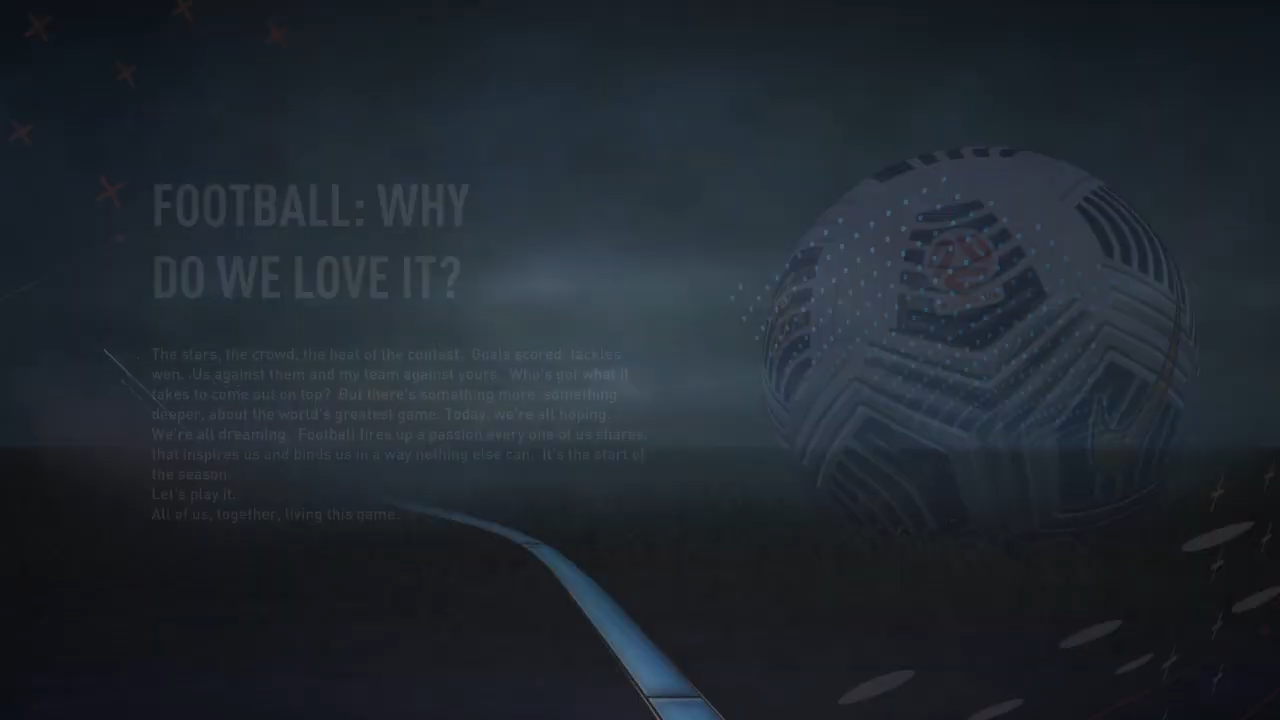 FOOTBALL: WHY
DO WE LOVE IT?
The stars, the crowd, the heat of the contest. Goals scored, tackles
won. Us against them and my team against yours. Who's got what it
takes to come out on top? But there's something more, something
deeper, about the world's greatest game. Today, we're all hoping.
We're all dreaming. Football fires up a passion every one of us shares,
that inspires us and binds us in a way nothing else can. It's the start of
the season.
Let's play it.
All of us, together, living this game.